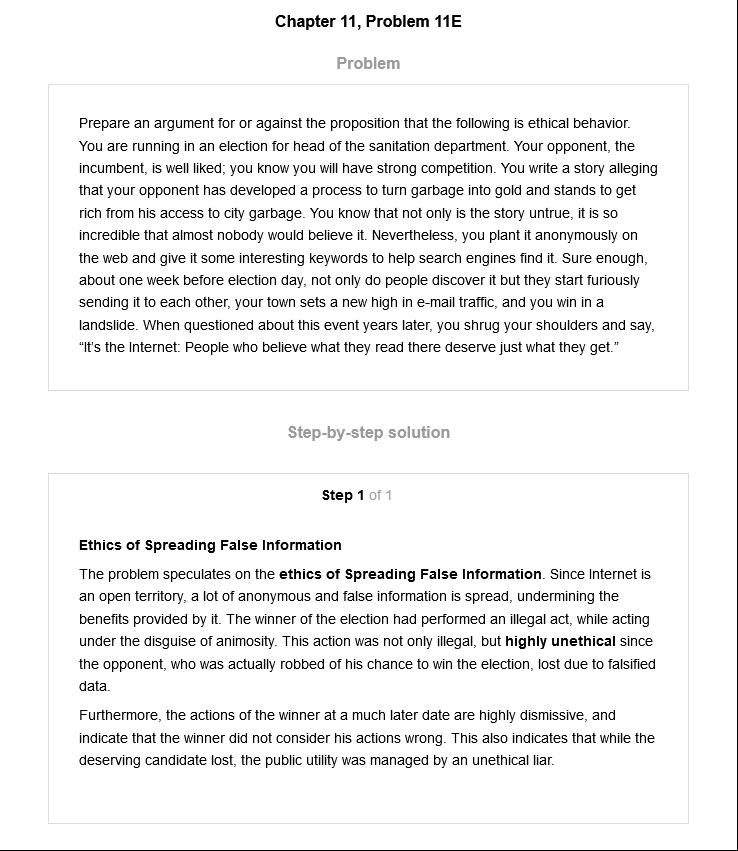 Chapter 11, Problem 11E
Problem
Prepare an argument for or against the proposition that the following is ethical behavior.
You are running in an election for head of the sanitation department. Your opponent, the
incumbent, is well liked; you know you will have strong competition. You write a story alleging
that your opponent has developed a process to turn garbage into gold and stands to get
rich from his access to city garbage. You know that not only is the story untrue, it is so
incredible that almost nobody would believe it. Nevertheless, you plant it anonymously on
the web and give it some interesting keywords to help search engines find it. Sure enough,
about one week before election day, not only do people discover it but they start furiously
sending it to each other, your town sets a new high in e-mail traffic, and you win in a
landslide. When questioned about this event years later, you shrug your shoulders and say,
“It’s the Internet: People who believe what they read there deserve just what they get.”
Step-by-step solution
Step 1 of 1
Ethics of Spreading False Information
The problem speculates on the ethics of Spreading False Information. Since Internet is
an open territory, a lot of anonymous and false information is spread, undermining the
benefits provided by it. The winner of the election had performed an illegal act, while acting
under the disguise of animosity. This action was not only illegal, but highly unethical since
the opponent, who was actually robbed of his chance to win the election, lost due to falsified
data.
Furthermore, the actions of the winner at a much later date are highly dismissive, and
indicate that the winner did not consider his actions wrong. This also indicates that while the
deserving candidate lost, the public utility was managed by an unethical liar.